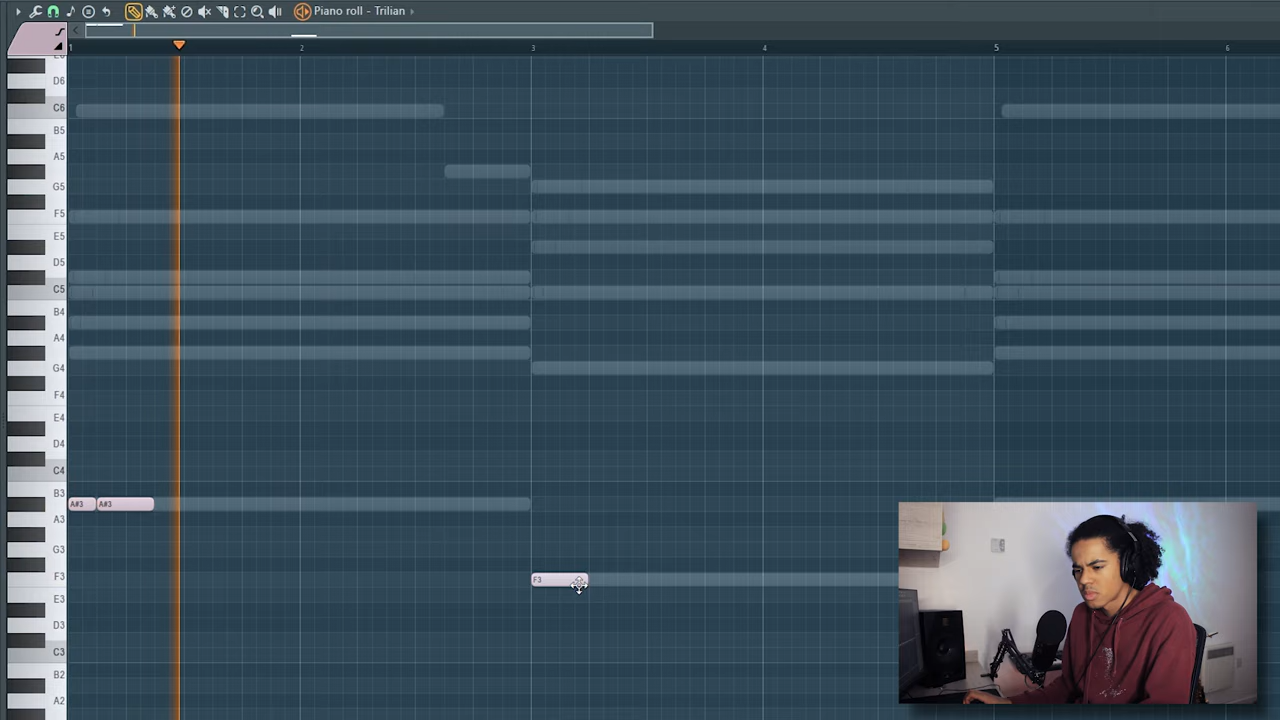 Piano roll - Trilian
1 2 3 4 5 6
D6
C6
B5
A5
G5
F5
E5
D5
C5
B4
A4
G4
F4
E4
D4
C4
B3
A#3 A#3
A3
G3
F3 F3
E3
D3
C3
B2
A2